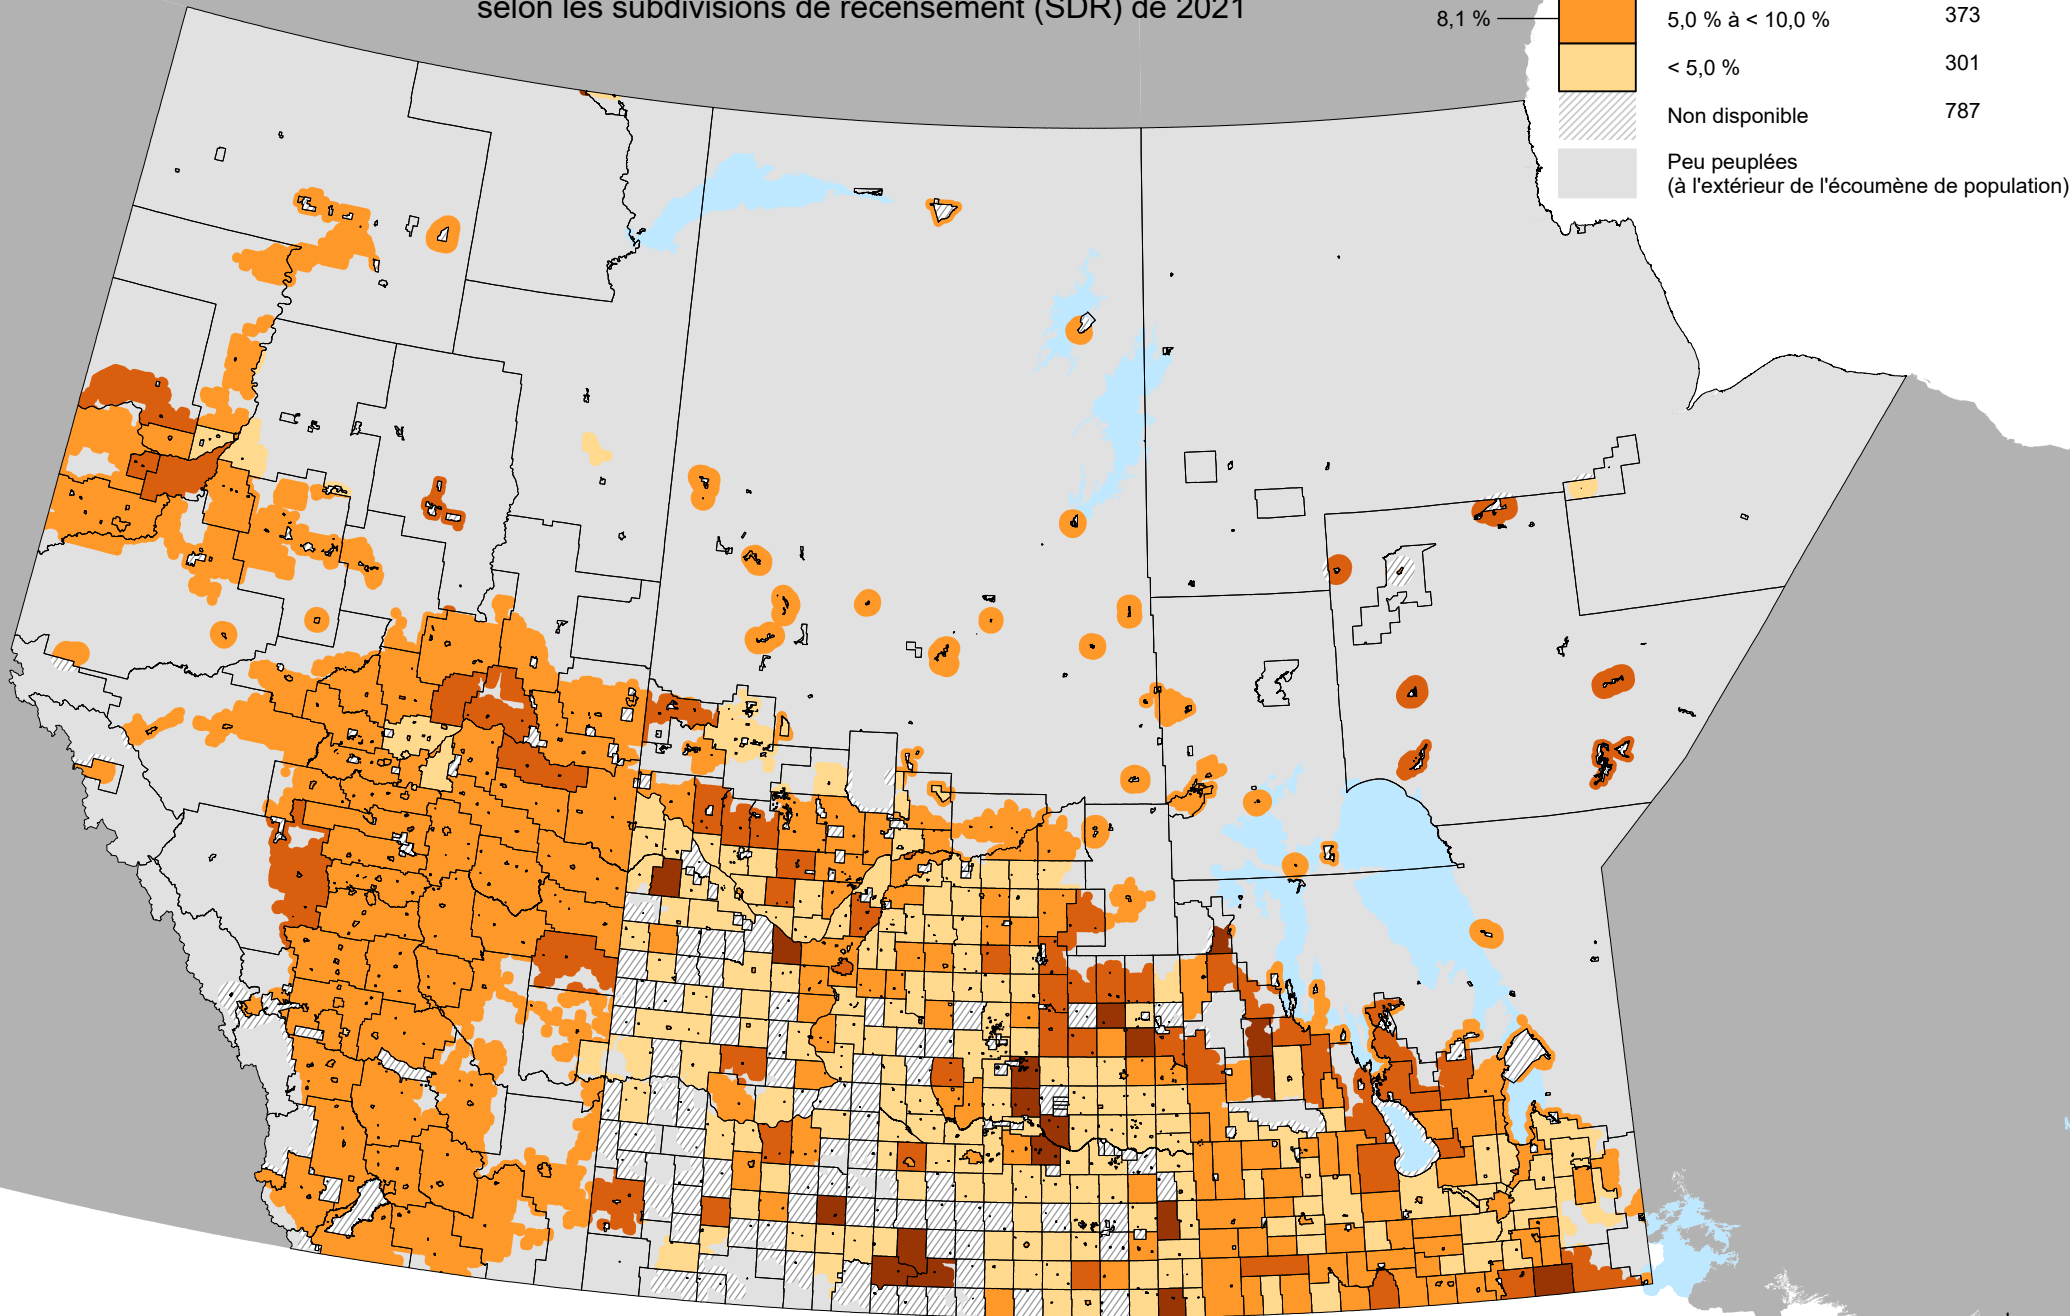 selon les subdivisions de recensement (SDR) de 2021
8,1 %
5,0 % à < 10,0 % 373
< 5,0 % 301
Non disponible 787
Peu peuplées
(à l'extérieur de l'écoumène de population)